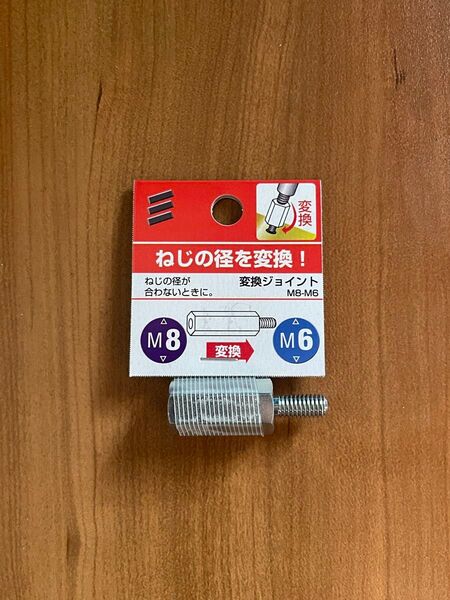 変換
ねじの径を変換！
ねじの径が
合わないときに。
変換ジョイント
M8-M6
M8
変換
M6